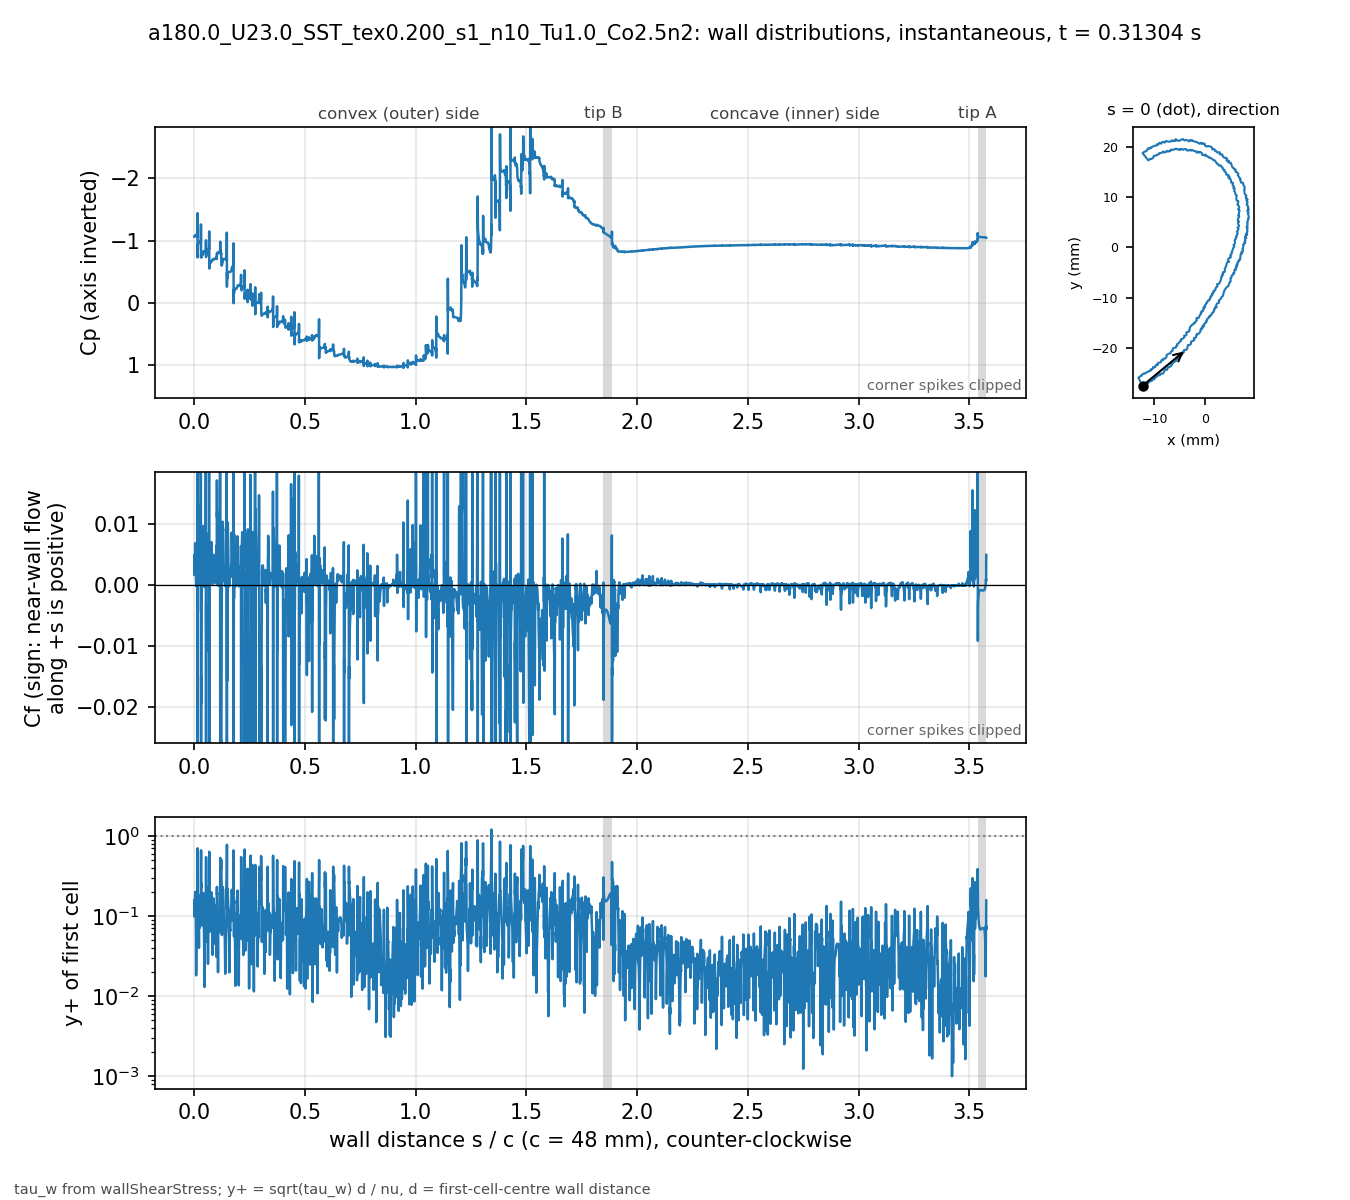 a180.0_U23.0_SST_tex0.200_s1_n10_Tu1.0_Co2.5n2: wall distributions, instantaneous, t = 0.31304 s
convex (outer) side
tip B
concave (inner) side
tip A
s = 0 (dot), direction
Cp (axis inverted)
−2
−1
0
1
corner spikes clipped
0.0 0.5 1.0 1.5 2.0 2.5 3.0 3.5
y (mm)
20
10
0
−10
−20
−10 0
x (mm)
Cf (sign: near-wall flow
along +s is positive)
0.01
0.00
−0.01
−0.02
corner spikes clipped
0.0 0.5 1.0 1.5 2.0 2.5 3.0 3.5
y+ of first cell
10⁰
10⁻¹
10⁻²
10⁻³
0.0 0.5 1.0 1.5 2.0 2.5 3.0 3.5
wall distance s / c (c = 48 mm), counter-clockwise
tau_w from wallShearStress; y+ = sqrt(tau_w) d / nu, d = first-cell-centre wall distance